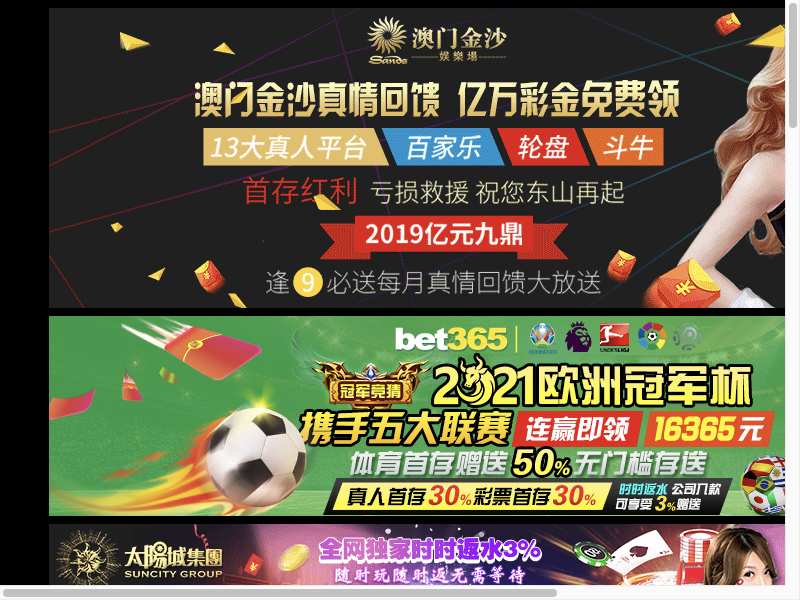 澳门金沙
Sands 娱樂場
澳门金沙真情回馈 亿万彩金免费领
13大真人平台 百家乐 轮盘 斗牛
首存红利 亏损救援 祝您东山再起
2019亿元九鼎
逢9必送每月真情回馈大放送
bet365
BUNDESLIGA
冠军竞猜 2021欧洲冠军杯
携手五大联赛 连赢即领 16365元
体育首存赠送50%无门槛存送
真人首存30%彩票首存30%
时时返水 公司入款
可享受3%赠送
太陽城集團
SUNCITY GROUP
全网独家时时返水3%
随时玩随时返无需等待